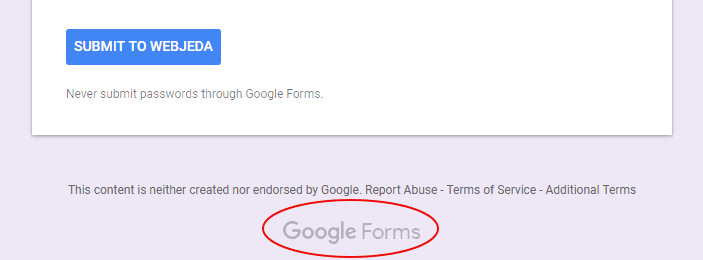 SUBMIT TO WEBJEDA
Never submit passwords through Google Forms.
This content is neither created nor endorsed by Google. Report Abuse - Terms of Service - Additional Terms
Google Forms